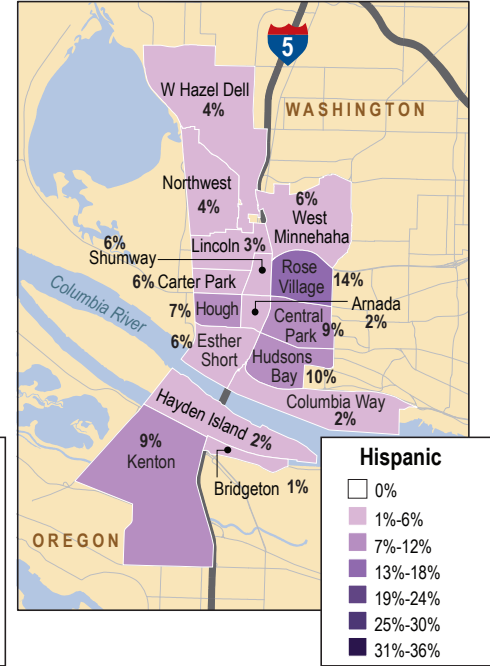 5
W Hazel Dell
4%
WASHINGTON
Northwest
4%
6%
West
Minnehaha
6%
Shumway
Lincoln 3%
Rose
Village
14%
6% Carter Park
Columbia River
7% Hough
Arnada
2%
Central
Park 9%
6% Esther
Short
Hudsons
Bay 10%
Columbia Way
2%
Hayden Island 2%
9%
Kenton
Bridgeton 1%
OREGON
Hispanic
0%
1%-6%
7%-12%
13%-18%
19%-24%
25%-30%
31%-36%